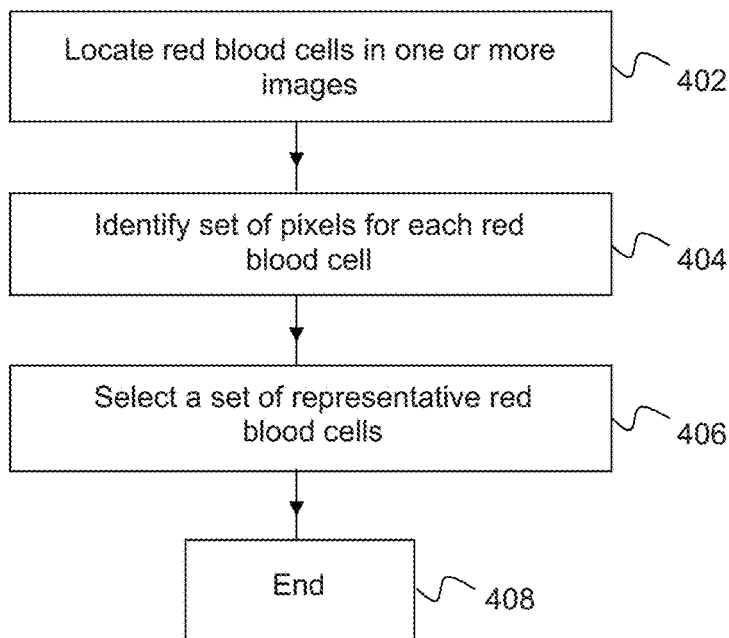 Locate red blood cells in one or more
images
402
Identify set of pixels for each red
blood cell
404
Select a set of representative red
blood cells
406
End
408